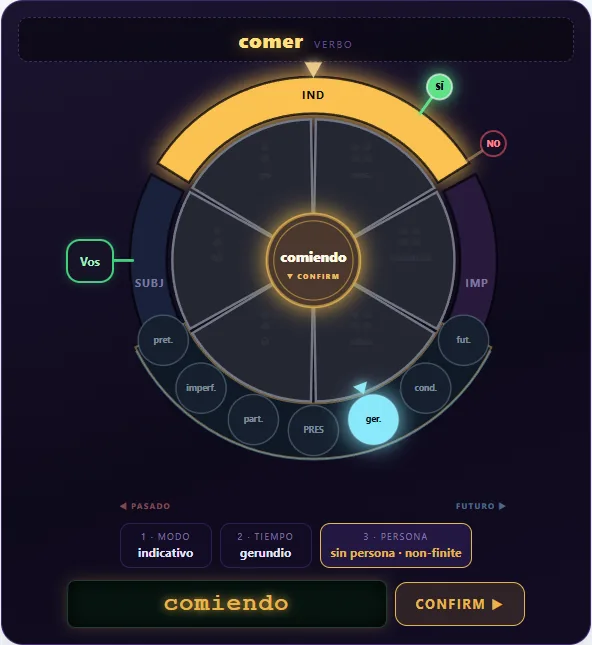 comer VERBO
IND
SÍ
NO
Vos
SUBJ
IMP
comiendo
▼ CONFIRM
pret.
fut.
imperf.
cond.
part.
PRES
ger.
◀ PASADO
FUTURO ▶
1 · MODO
indicativo
2 · TIEMPO
gerundio
3 · PERSONA
sin persona · non-finite
comiendo
CONFIRM ▶